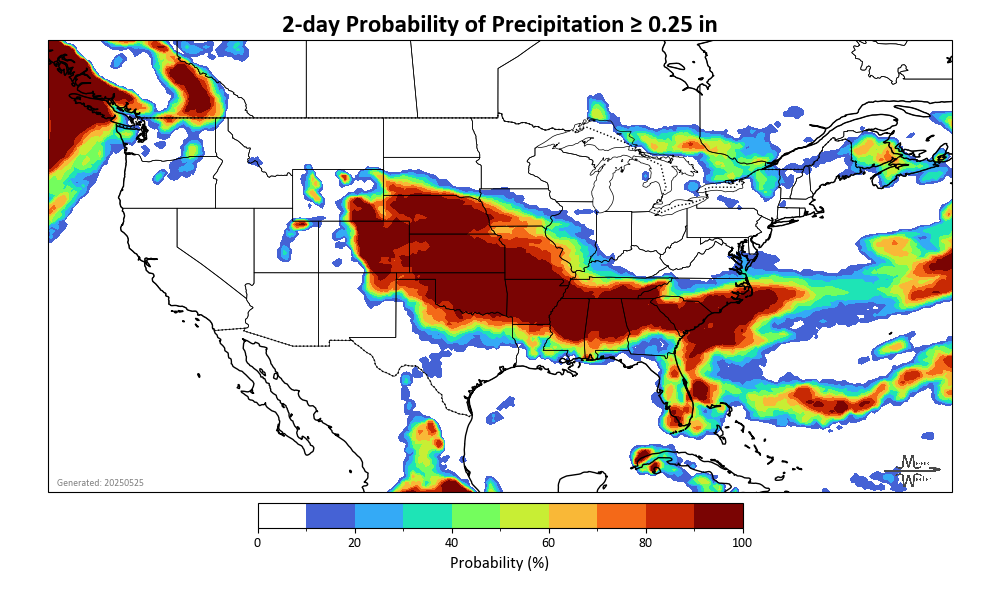 2-day Probability of Precipitation ≥ 0.25 in
Generated: 20250525
0 20 40 60 80 100
Probability (%)